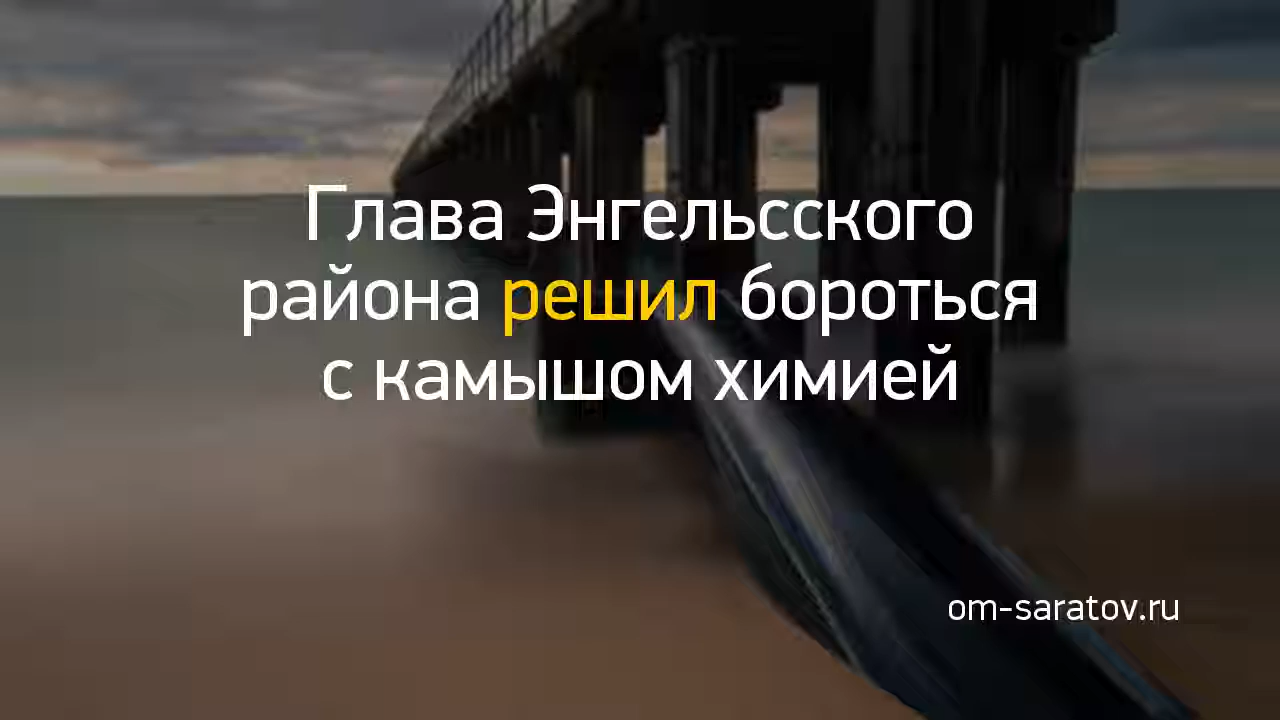 Глава Энгельсского
района решил бороться
с камышом химией
om-saratov.ru